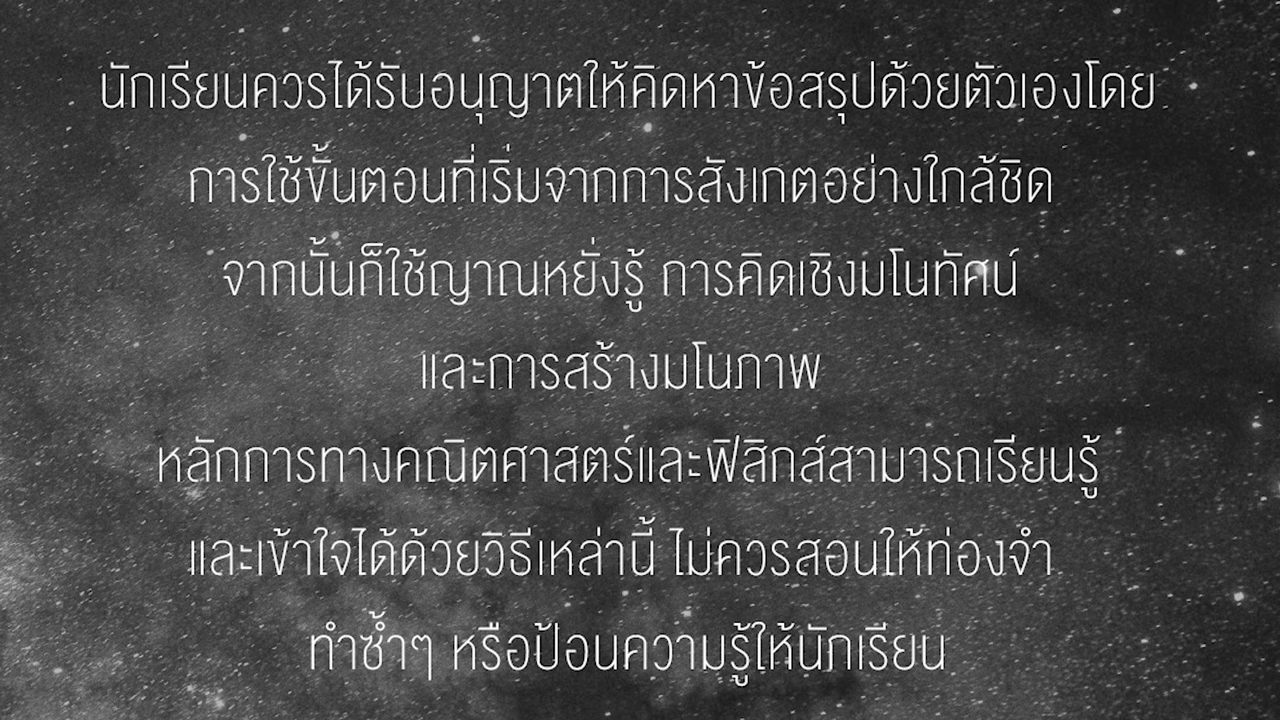 นักเรียนควรได้รับอนุญาตให้คิดหาข้อสรุปด้วยตัวเองโดย
การใช้ขั้นตอนที่เริ่มจากการสังเกตอย่างใกล้ชิด
จากนั้นก็ใช้ญาณหยั่งรู้ การคิดเชิงมโนทัศน์
และการสร้างมโนภาพ
หลักการทางคณิตศาสตร์และฟิสิกส์สามารถเรียนรู้
และเข้าใจได้ด้วยวิธีเหล่านี้ ไม่ควรสอนให้ท่องจำ
ทำซ้ำๆ หรือป้อนความรู้ให้นักเรียน